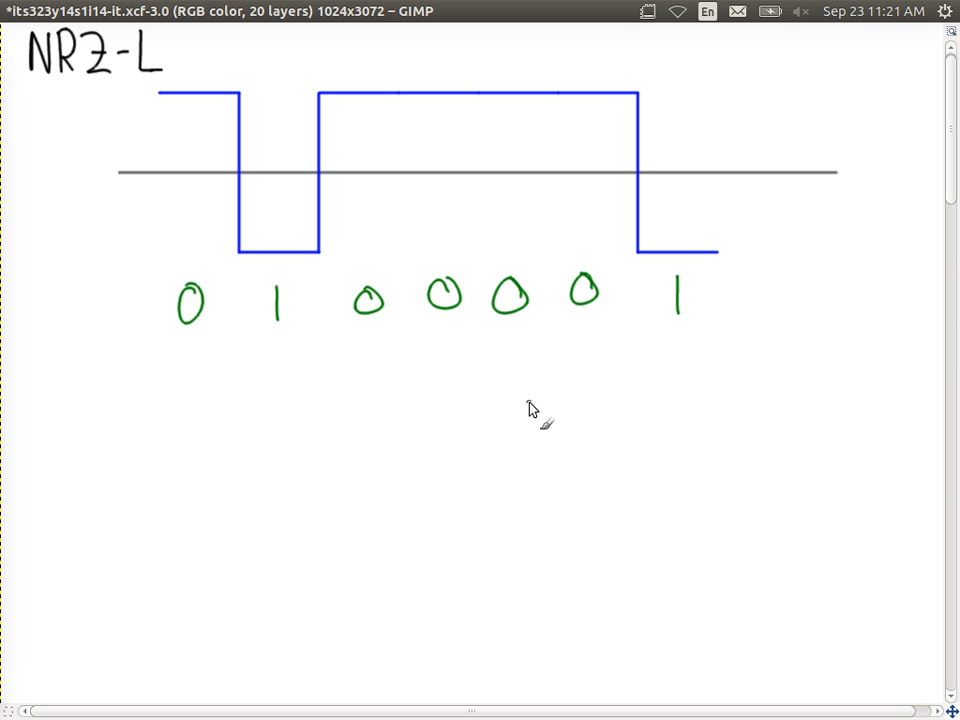 *its323y14s1i14-it.xcf-3.0 (RGB color, 20 layers) 1024x3072 – GIMP En Sep 23 11:21 AM
NRZ-L
0 1 0 0 0 0 1